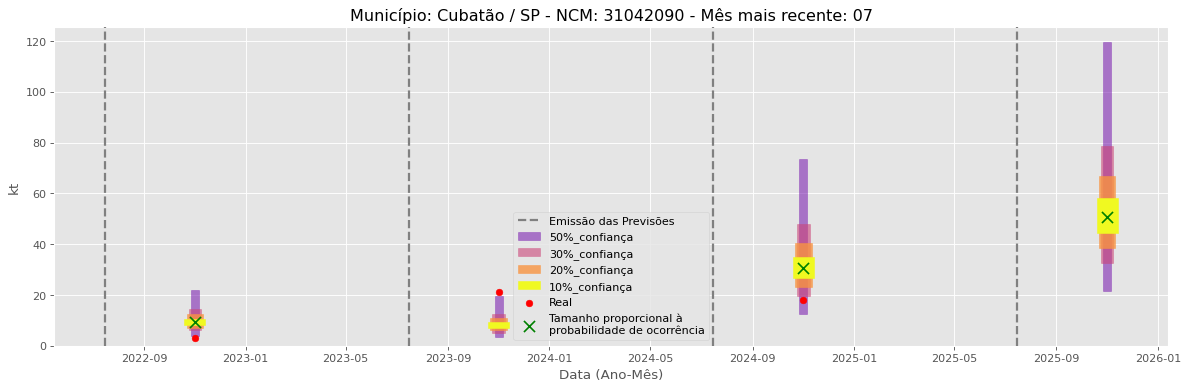 Município: Cubatão / SP - NCM: 31042090 - Mês mais recente: 07
120
100
80
60
40
20
0
kt
Emissão das Previsões
50%_confiança
30%_confiança
20%_confiança
10%_confiança
Real
Tamanho proporcional à
probabilidade de ocorrência
2022-09
2023-01
2023-05
2023-09
2024-01
2024-05
2024-09
2025-01
2025-05
2025-09
2026-01
Data (Ano-Mês)